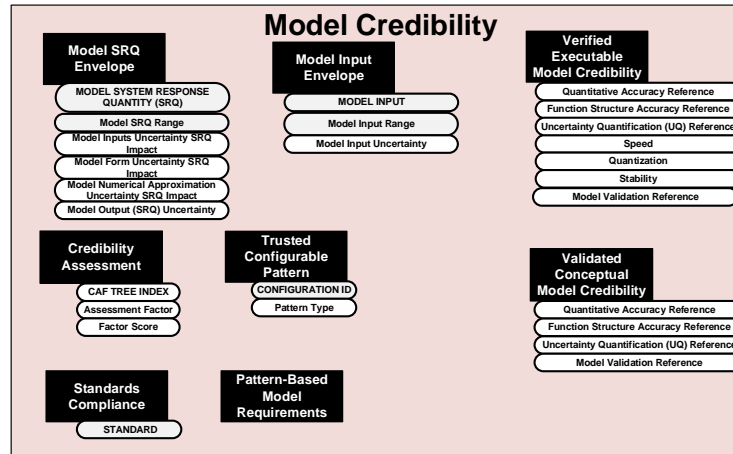 Model Credibility
Model SRQ
Envelope
MODEL SYSTEM RESPONSE
QUANTITY (SRQ)
Model SRQ Range
Model Inputs Uncertainty SRQ
Impact
Model Form Uncertainty SRQ
Impact
Model Numerical Approximation
Uncertainty SRQ Impact
Model Output (SRQ) Uncertainty
Model Input
Envelope
MODEL INPUT
Model Input Range
Model Input Uncertainty
Verified
Executable
Model Credibility
Quantitative Accuracy Reference
Function Structure Accuracy Reference
Uncertainty Quantification (UQ) Reference
Speed
Quantization
Stability
Model Validation Reference
Credibility
Assessment
CAF TREE INDEX
Assessment Factor
Factor Score
Trusted
Configurable
Pattern
CONFIGURATION ID
Pattern Type
Validated
Conceptual
Model Credibility
Quantitative Accuracy Reference
Function Structure Accuracy Reference
Uncertainty Quantification (UQ) Reference
Model Validation Reference
Standards
Compliance
STANDARD
Pattern-Based
Model
Requirements